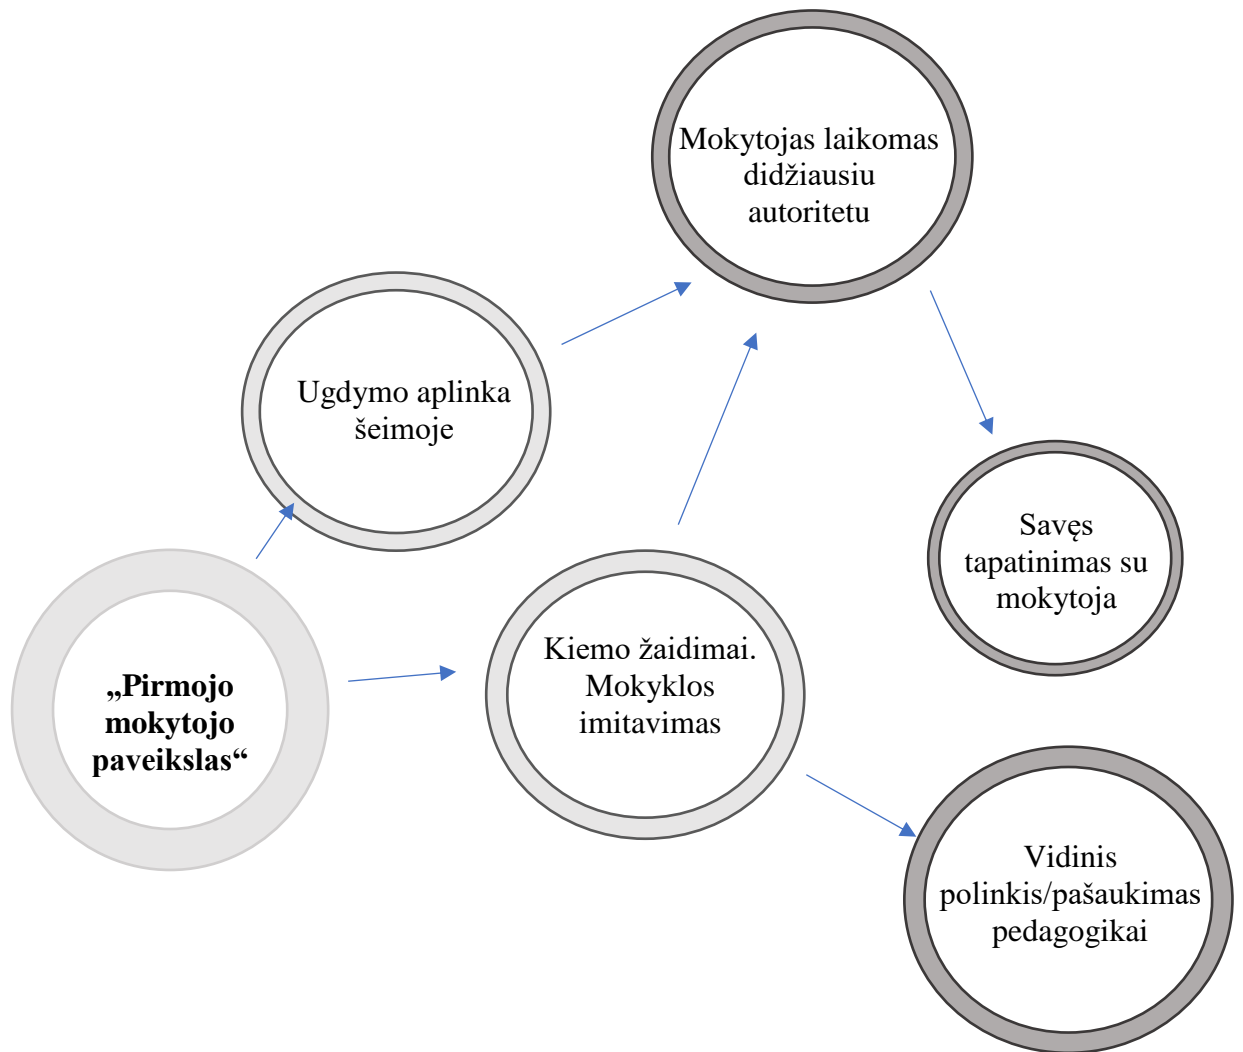 Mokytojas laikomas
didžiausiu
autoritetu
Ugdymo aplinka
šeimoje
Savęs
tapatinimas su
mokytoja
Kiemo žaidimai.
Mokyklos
imitavimas
„Pirmojo
mokytojo
paveikslas“
Vidinis
polinkis/pašaukimas
pedagogikai